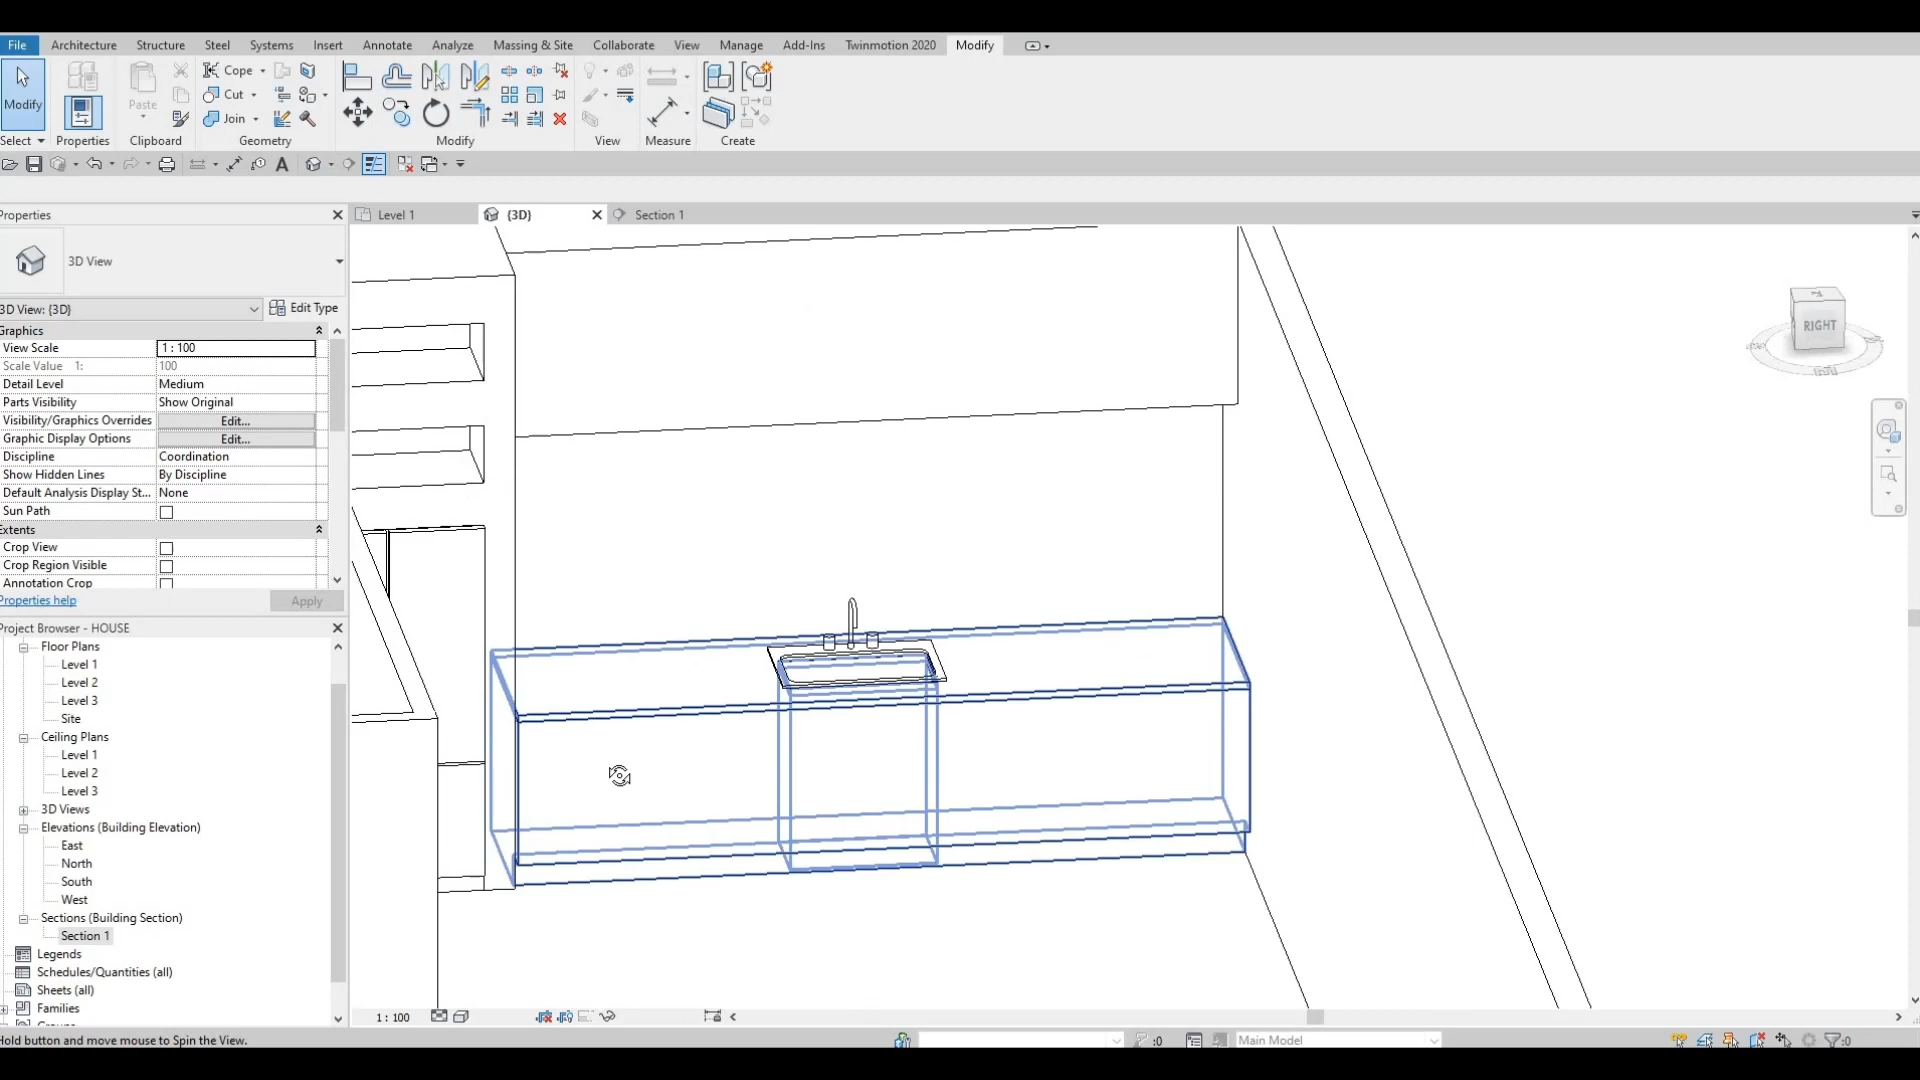 File Architecture Structure Steel Systems Insert Annotate Analyze Massing & Site Collaborate View Manage Add-Ins Twinmotion 2020 Modify
Modify
Paste
Cope
Cut
Join
Select Properties Clipboard Geometry Modify View Measure Create
A
Properties
Level 1
{3D}
Section 1
3D View
3D View: {3D}
Edit Type
Graphics
View Scale 1 : 100
Scale Value 1: 100
Detail Level Medium
Parts Visibility Show Original
Visibility/Graphics Overrides Edit...
Graphic Display Options Edit...
Discipline Coordination
Show Hidden Lines By Discipline
Default Analysis Display St... None
Sun Path
Extents
Crop View
Crop Region Visible
Annotation Crop
Properties help
Apply
RIGHT
Project Browser - HOUSE
Floor Plans
Level 1
Level 2
Level 3
Site
Ceiling Plans
Level 1
Level 2
Level 3
3D Views
Elevations (Building Elevation)
East
North
South
West
Sections (Building Section)
Section 1
Legends
Schedules/Quantities (all)
Sheets (all)
Families
1 : 100
Hold button and move mouse to Spin the View.
:0
Main Model
:0